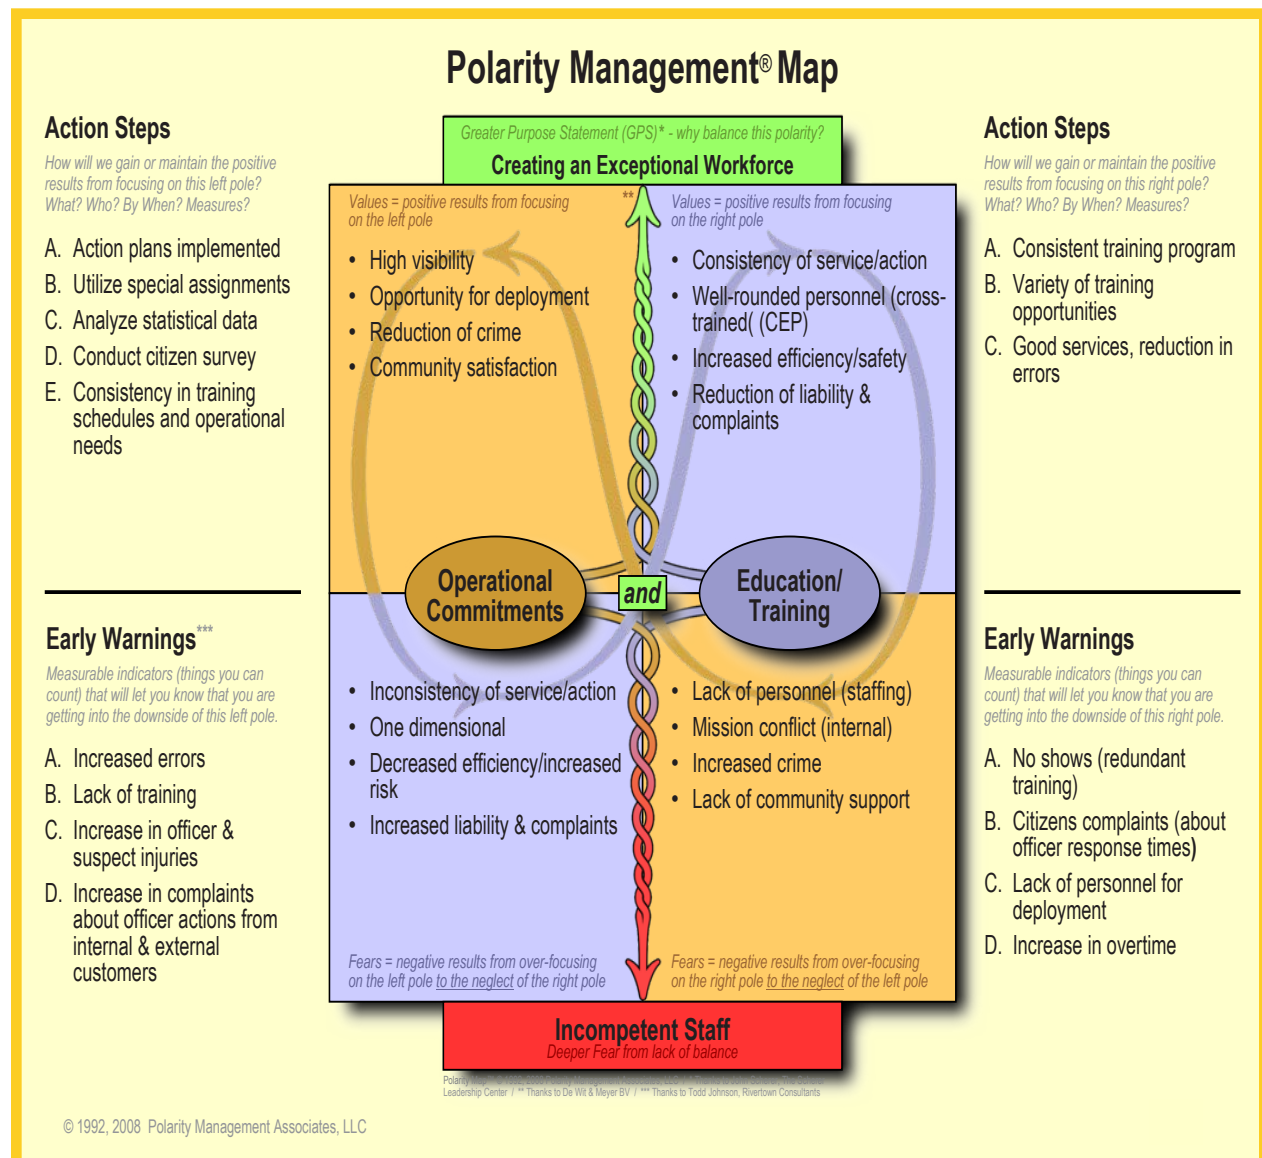 Polarity Management® Map
Action Steps
How will we gain or maintain the positive
results from focusing on this left pole?
What? Who? By When? Measures?
A. Action plans implemented
B. Utilize special assignments
C. Analyze statistical data
D. Conduct citizen survey
E. Consistency in training
schedules and operational
needs
Early Warnings***
Measurable indicators (things you can
count) that will let you know that you are
getting into the downside of this left pole.
A. Increased errors
B. Lack of training
C. Increase in officer &
suspect injuries
D. Increase in complaints
about officer actions from
internal & external
customers
Greater Purpose Statement (GPS)* - why balance this polarity?
Creating an Exceptional Workforce
Values = positive results from focusing
on the left pole
**
• High visibility
• Opportunity for deployment
• Reduction of crime
• Community satisfaction
Values = positive results from focusing
on the right pole
• Consistency of service/action
• Well-rounded personnel (cross-
trained( (CEP)
• Increased efficiency/safety
• Reduction of liability &
complaints
Operational
Commitments
and
Education/
Training
• Inconsistency of service/action
• One dimensional
• Decreased efficiency/increased
risk
• Increased liability & complaints
Fears = negative results from over-focusing
on the left pole to the neglect of the right pole
• Lack of personnel (staffing)
• Mission conflict (internal)
• Increased crime
• Lack of community support
Fears = negative results from over-focusing
on the right pole to the neglect of the left pole
Incompetent Staff
Deeper Fear from lack of balance
Polarity
Leadership Center / ** Thanks to De Wit & Meyer BV / *** Thanks to Todd Johnson, Rivertown Consultants
Action Steps
How will we gain or maintain the positive
results from focusing on this right pole?
What? Who? By When? Measures?
A. Consistent training program
B. Variety of training
opportunities
C. Good services, reduction in
errors
Early Warnings
Measurable indicators (things you can
count) that will let you know that you are
getting into the downside of this right pole.
A. No shows (redundant
training)
B. Citizens complaints (about
officer response times)
C. Lack of personnel for
deployment
D. Increase in overtime
© 1992, 2008 Polarity Management Associates, LLC